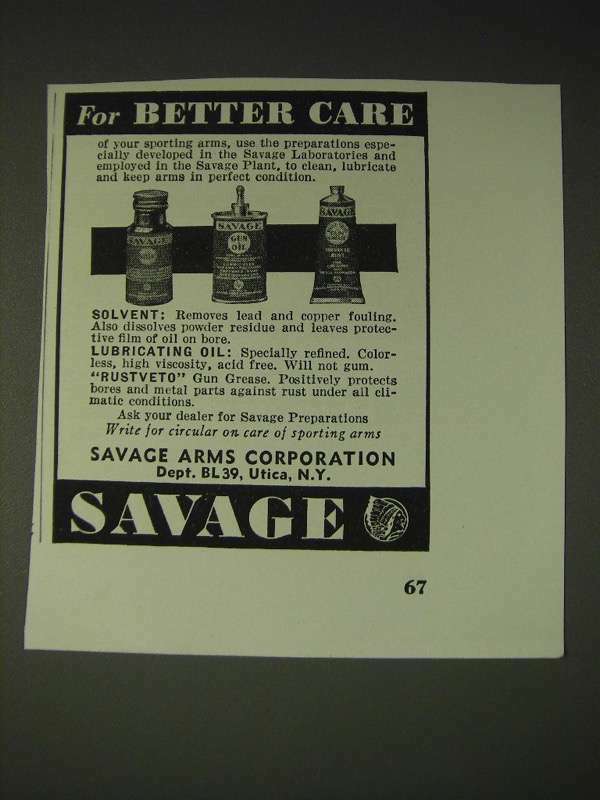 For BETTER CARE
of your sporting arms, use the preparations espe-
cially developed in the Savage Laboratories and
employed in the Savage Plant, to clean, lubricate
and keep arms in perfect condition.
SAVAGE
SAVAGE
GUN
OIL
SAVAGE
SOLVENT: Removes lead and copper fouling.
Also dissolves powder residue and leaves protec-
tive film of oil on bore.
LUBRICATING OIL: Specially refined. Color-
less, high viscosity, acid free. Will not gum.
"RUSTVETO" Gun Grease. Positively protects
bores and metal parts against rust under all cli-
matic conditions.
Ask your dealer for Savage Preparations
Write for circular on care of sporting arms
SAVAGE ARMS CORPORATION
Dept. BL39, Utica, N.Y.
SAVAGE
67